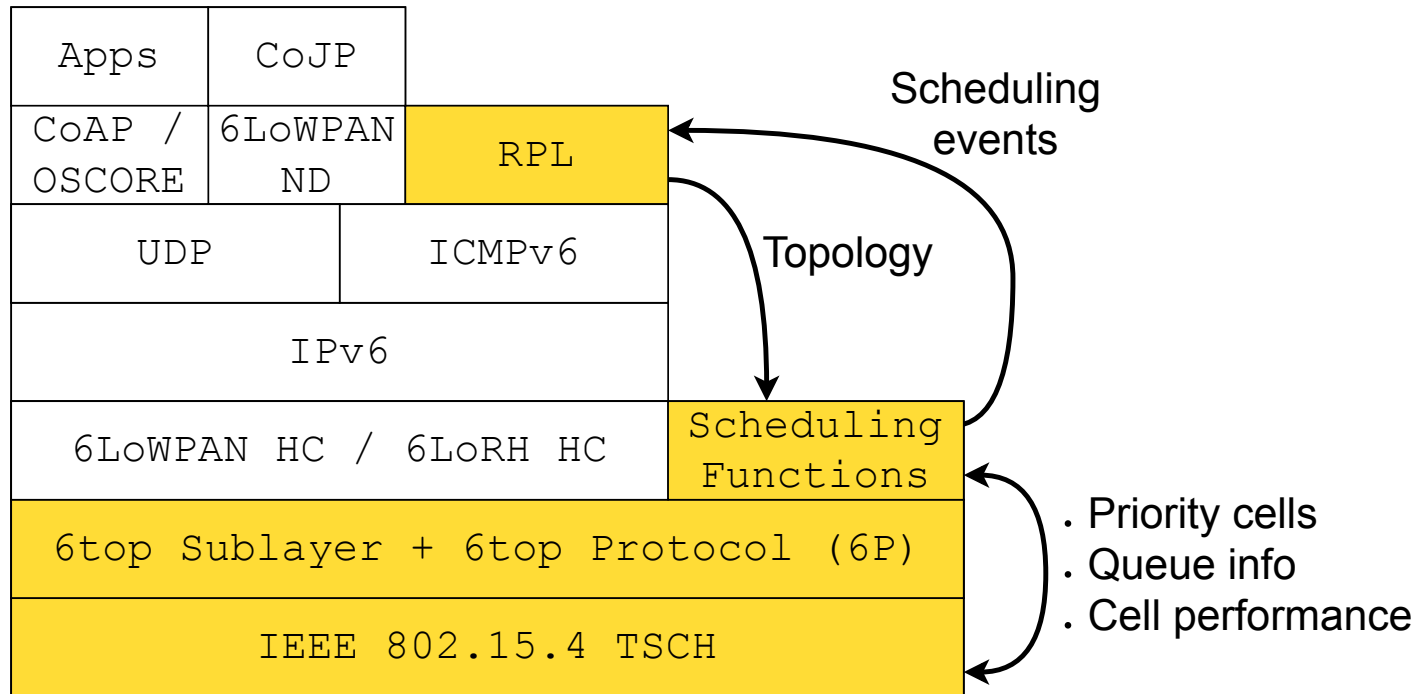 Apps
CoJP
Scheduling
events
CoAP /
OSCORE
6LoWPAN
ND
RPL
UDP
ICMPv6
Topology
IPv6
6LoWPAN HC / 6LoRH HC
Scheduling
Functions
. Priority cells
. Queue info
. Cell performance
6top Sublayer + 6top Protocol (6P)
IEEE 802.15.4 TSCH